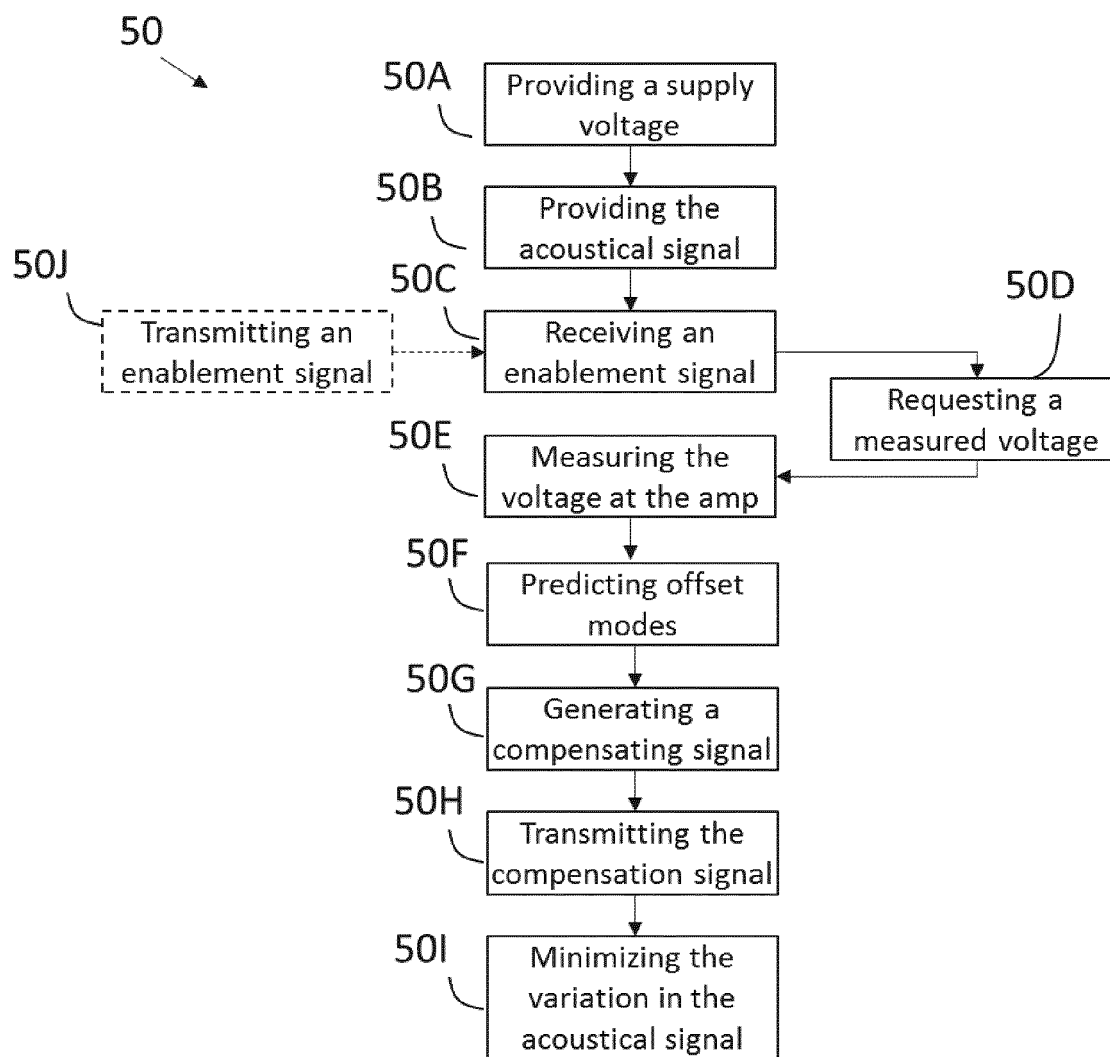 50
50A
Providing a supply
voltage
50B
Providing the
acoustical signal
50J
Transmitting an
enablement signal
50C
Receiving an
enablement signal
50D
Requesting a
measured voltage
50E
Measuring the
voltage at the amp
50F
Predicting offset
modes
50G
Generating a
compensating signal
50H
Transmitting the
compensation signal
50I
Minimizing the
variation in the
acoustical signal